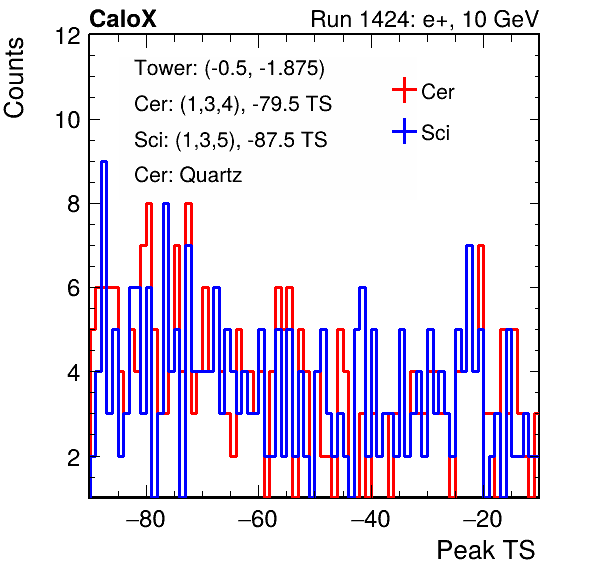 CaloX Run 1424: e+, 10 GeV
Counts
Tower: (-0.5, -1.875)
Cer: (1,3,4), -79.5 TS
Sci: (1,3,5), -87.5 TS
Cer: Quartz
Cer
Sci
12
10
8
6
4
2
−80 −60 −40 −20
Peak TS